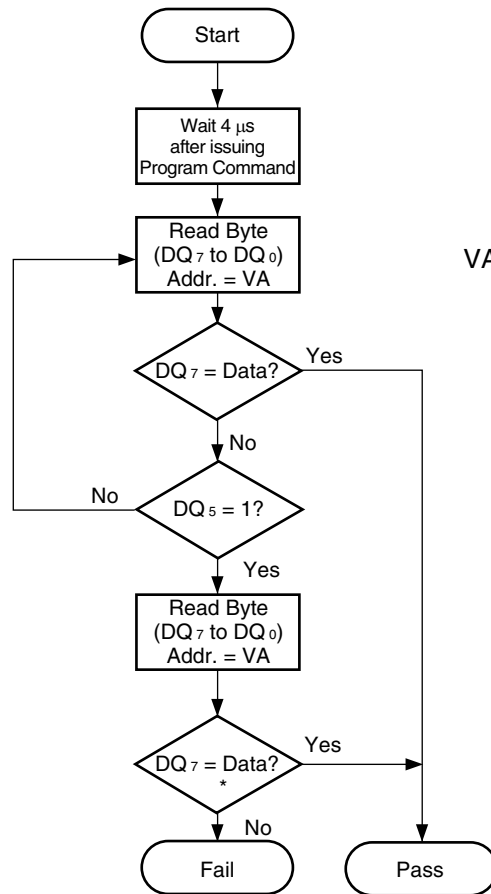 Start
Wait 4 μs
after issuing
Program Command
Read Byte
(DQ7 to DQ0)
Addr. = VA
VA
DQ7 = Data?
Yes
No
DQ5 = 1?
No
Yes
Read Byte
(DQ7 to DQ0)
Addr. = VA
DQ7 = Data?
*
Yes
No
Fail
Pass